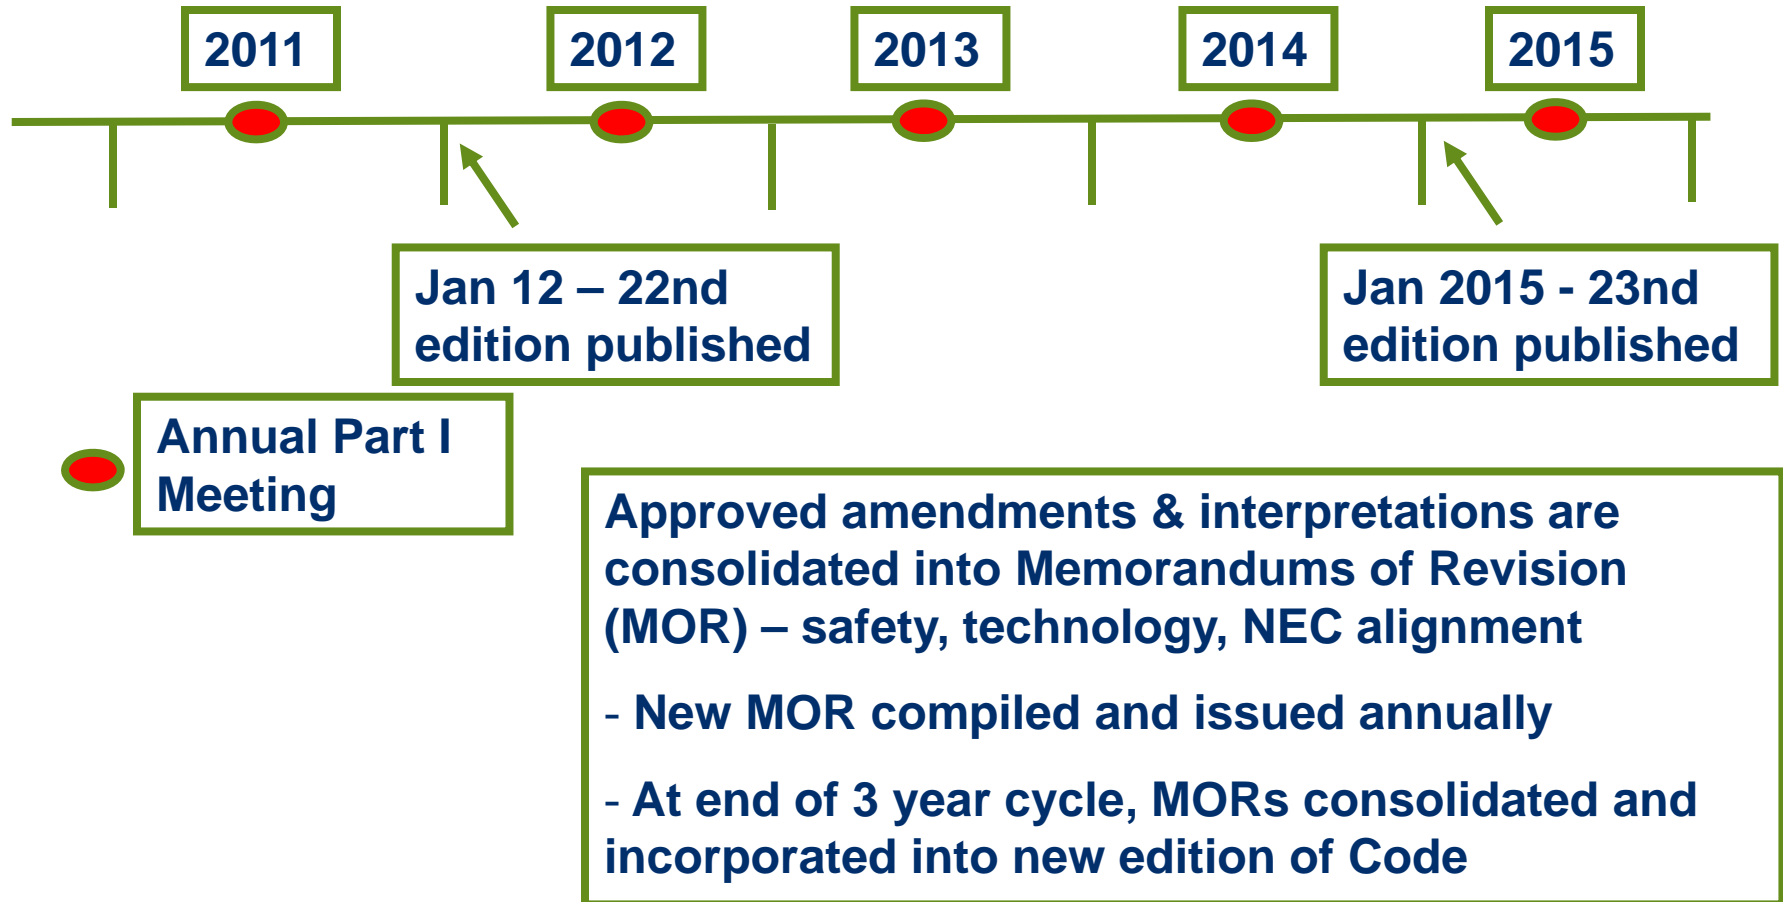 2011
2012
2013
2014
2015
Jan 12 – 22nd
edition published
Jan 2015 - 23nd
edition published
Annual Part I
Meeting
Approved amendments & interpretations are
consolidated into Memorandums of Revision
(MOR) – safety, technology, NEC alignment
- New MOR compiled and issued annually
- At end of 3 year cycle, MORs consolidated and
incorporated into new edition of Code